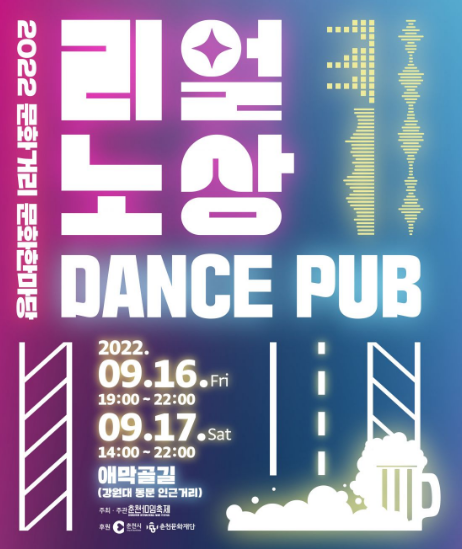 2022 문화거리 문화한마당
리얼
노상
DANCE PUB
2022.
09.16.Fri
19:00 ~ 22:00
09.17.Sat
14:00 ~ 22:00
애막골길
(강원대 동문 인근거리)
주최 · 주관 춘천10읍축제
후원 춘천시 춘천문화재단